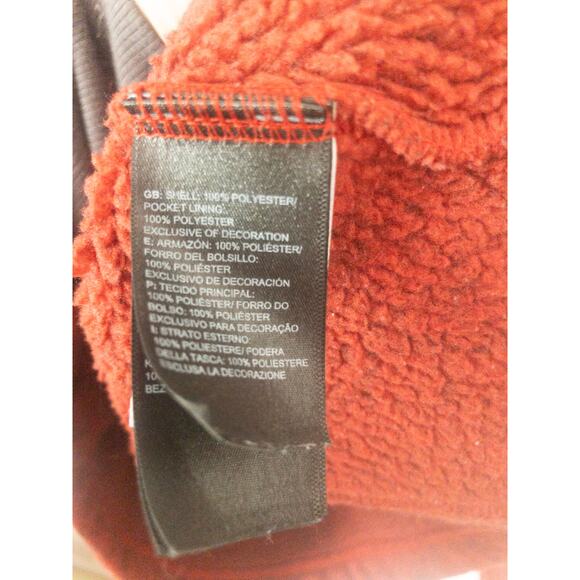 GB: SHELL: 100% POLYESTER/
POCKET LINING:
100% POLYESTER
EXCLUSIVE OF DECORATION
E: ARMAZÓN: 100% POLIÉSTER/
FORRO DEL BOLSILLO:
100% POLIÉSTER
EXCLUSIVO DE DECORACIÓN
P: TECIDO PRINCIPAL:
100% POLIÉSTER/ FORRO DO
BOLSO: 100% POLIÉSTER
EXCLUSIVO PARA DECORAÇÃO
I: STRATO ESTERNO:
100% POLIESTERE/ FODERA
DELLA TASCA: 100% POLIESTERE
ESCLUSA LA DECORAZIONE
K
10
BEZ